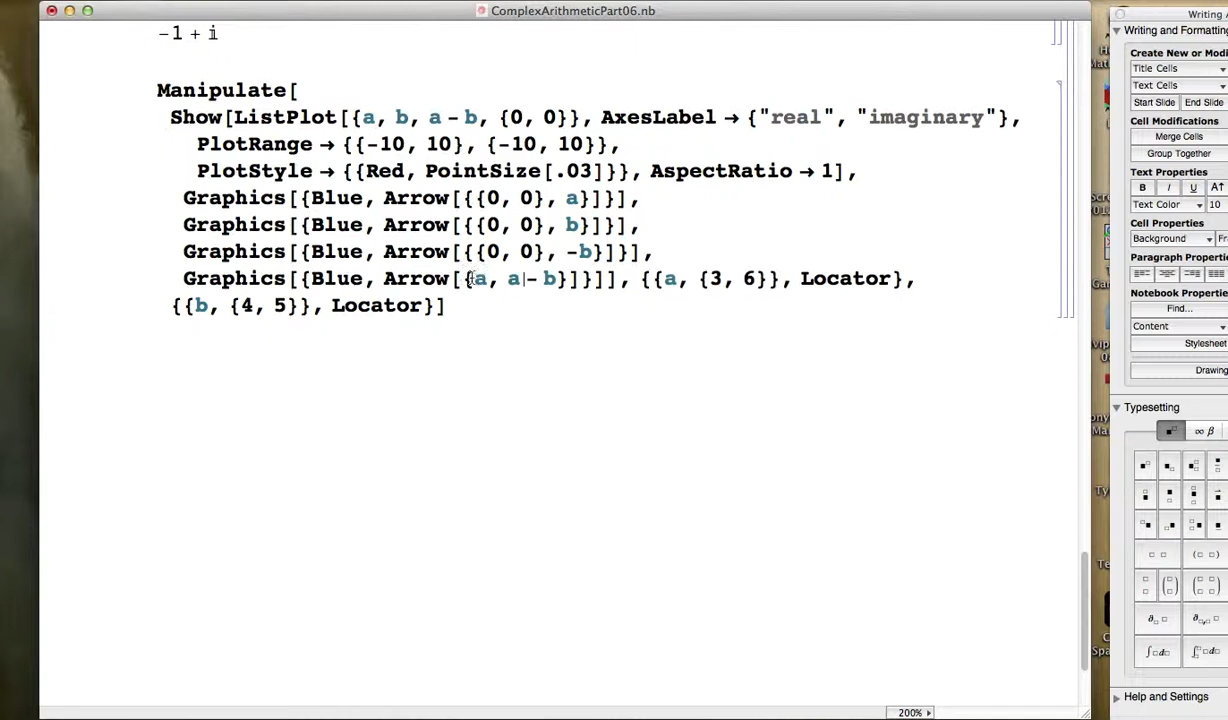 ComplexArithmeticPart06.nb
-1 + i
Manipulate[
Show[ListPlot[{a, b, a - b, {0, 0}}, AxesLabel → {"real", "imaginary"},
PlotRange → {{-10, 10}, {-10, 10}},
PlotStyle → {{Red, PointSize[.03]}}, AspectRatio → 1],
Graphics[{Blue, Arrow[{{0, 0}, a}]}],
Graphics[{Blue, Arrow[{{0, 0}, b}]}],
Graphics[{Blue, Arrow[{{0, 0}, -b}]}],
Graphics[{Blue, Arrow[{a, a - b}]}]], {{a, {3, 6}}, Locator},
{{b, {4, 5}}, Locator}]
200%
Writing
Writing and Formatting
Create New or Modi
Title Cells
Text Cells
Start Slide End Slide
Cell Modifications
Merge Cells
Group Together
Text Properties
B I U A
Text Color 10
Cell Properties
Background Frame
Paragraph Properties
Notebook Properties
Find...
Content
Stylesheet
Drawing
Typesetting
∞ β
∫□d□
Help and Settings